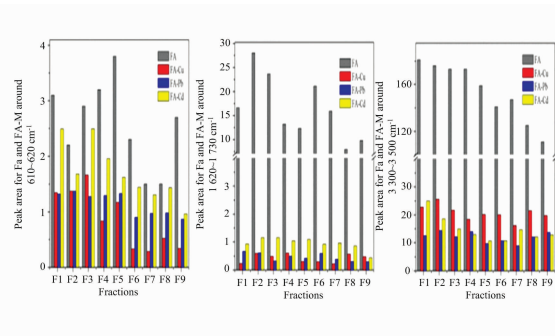 Peak area for Fa and FA-M around
610~620 cm-1
4
3
2
1
0
FA
FA-Cu
FA-Pb
FA-Cd
F1 F2 F3 F4 F5 F6 F7 F8 F9
Fractions
Peak area for Fa and FA-M around
1 620~1 730 cm-1
30
25
20
15
10
3
2
1
0
FA
FA-Cu
FA-Pb
FA-Cd
F1 F2 F3 F4 F5 F6 F7 F8 F9
Fractions
Peak area for Fa and FA-M around
3 300~3 500 cm-1
160
120
30
20
10
0
FA
FA-Cu
FA-Pb
FA-Cd
F1 F2 F3 F4 F5 F6 F7 F8 F9
Fractions